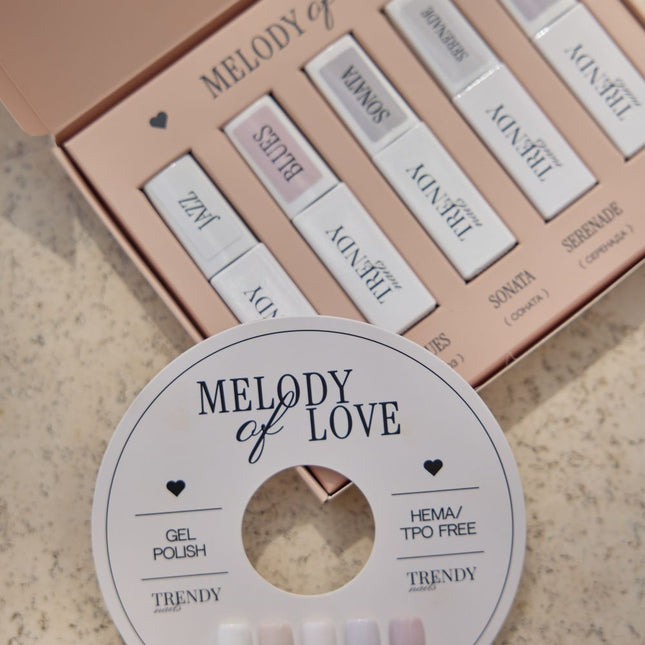 MELODY of
JAZZ
BLUES
SONATA
SERENADE
TRENDY
nails
TRENDY
nails
TRENDY
nails
TRENDY
nails
SONATA
( СОНАТА )
SERENADE
( СЕРЕНАДА )
MELODY
of LOVE
GEL
POLISH
TRENDY
nails
HEMA/
TPO FREE
TRENDY
nails